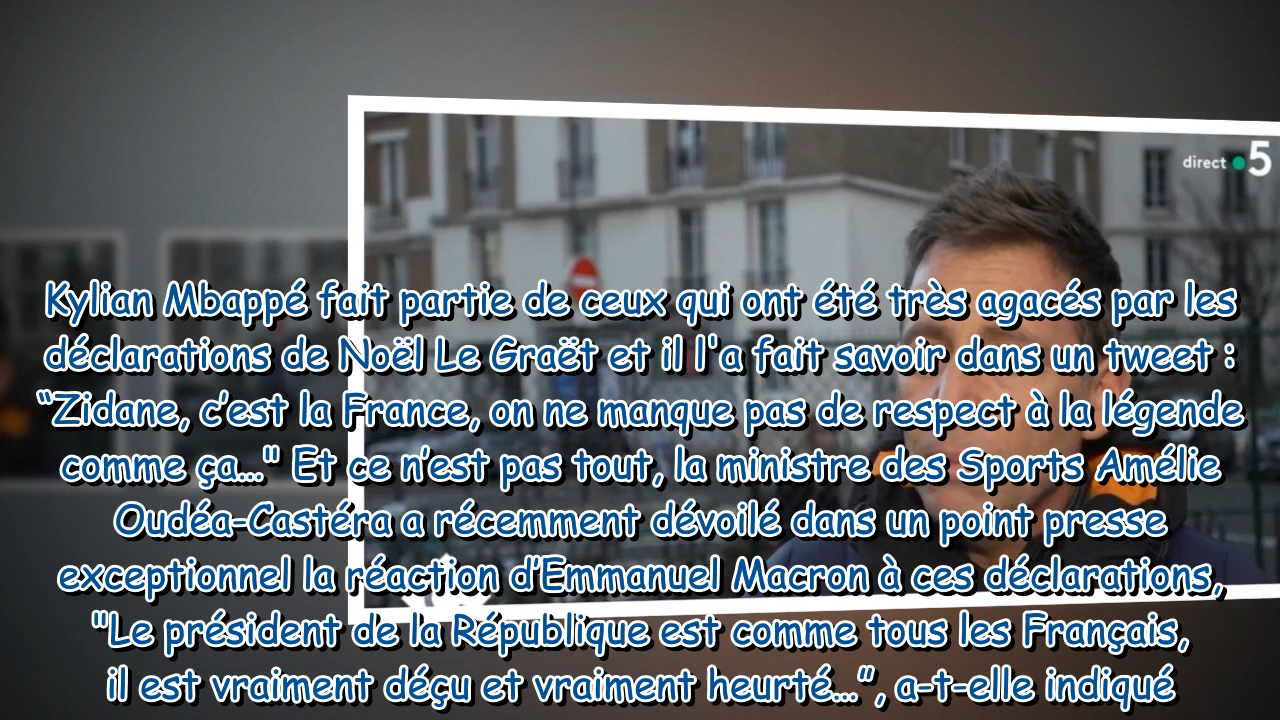 direct 5
Kylian Mbappé fait partie de ceux qui ont été très agacés par les
déclarations de Noël Le Graët et il l'a fait savoir dans un tweet :
“Zidane, c’est la France, on ne manque pas de respect à la légende
comme ça..." Et ce n’est pas tout, la ministre des Sports Amélie
Oudéa-Castéra a récemment dévoilé dans un point presse
exceptionnel la réaction d’Emmanuel Macron à ces déclarations,
"Le président de la République est comme tous les Français,
il est vraiment déçu et vraiment heurté...”, a-t-elle indiqué